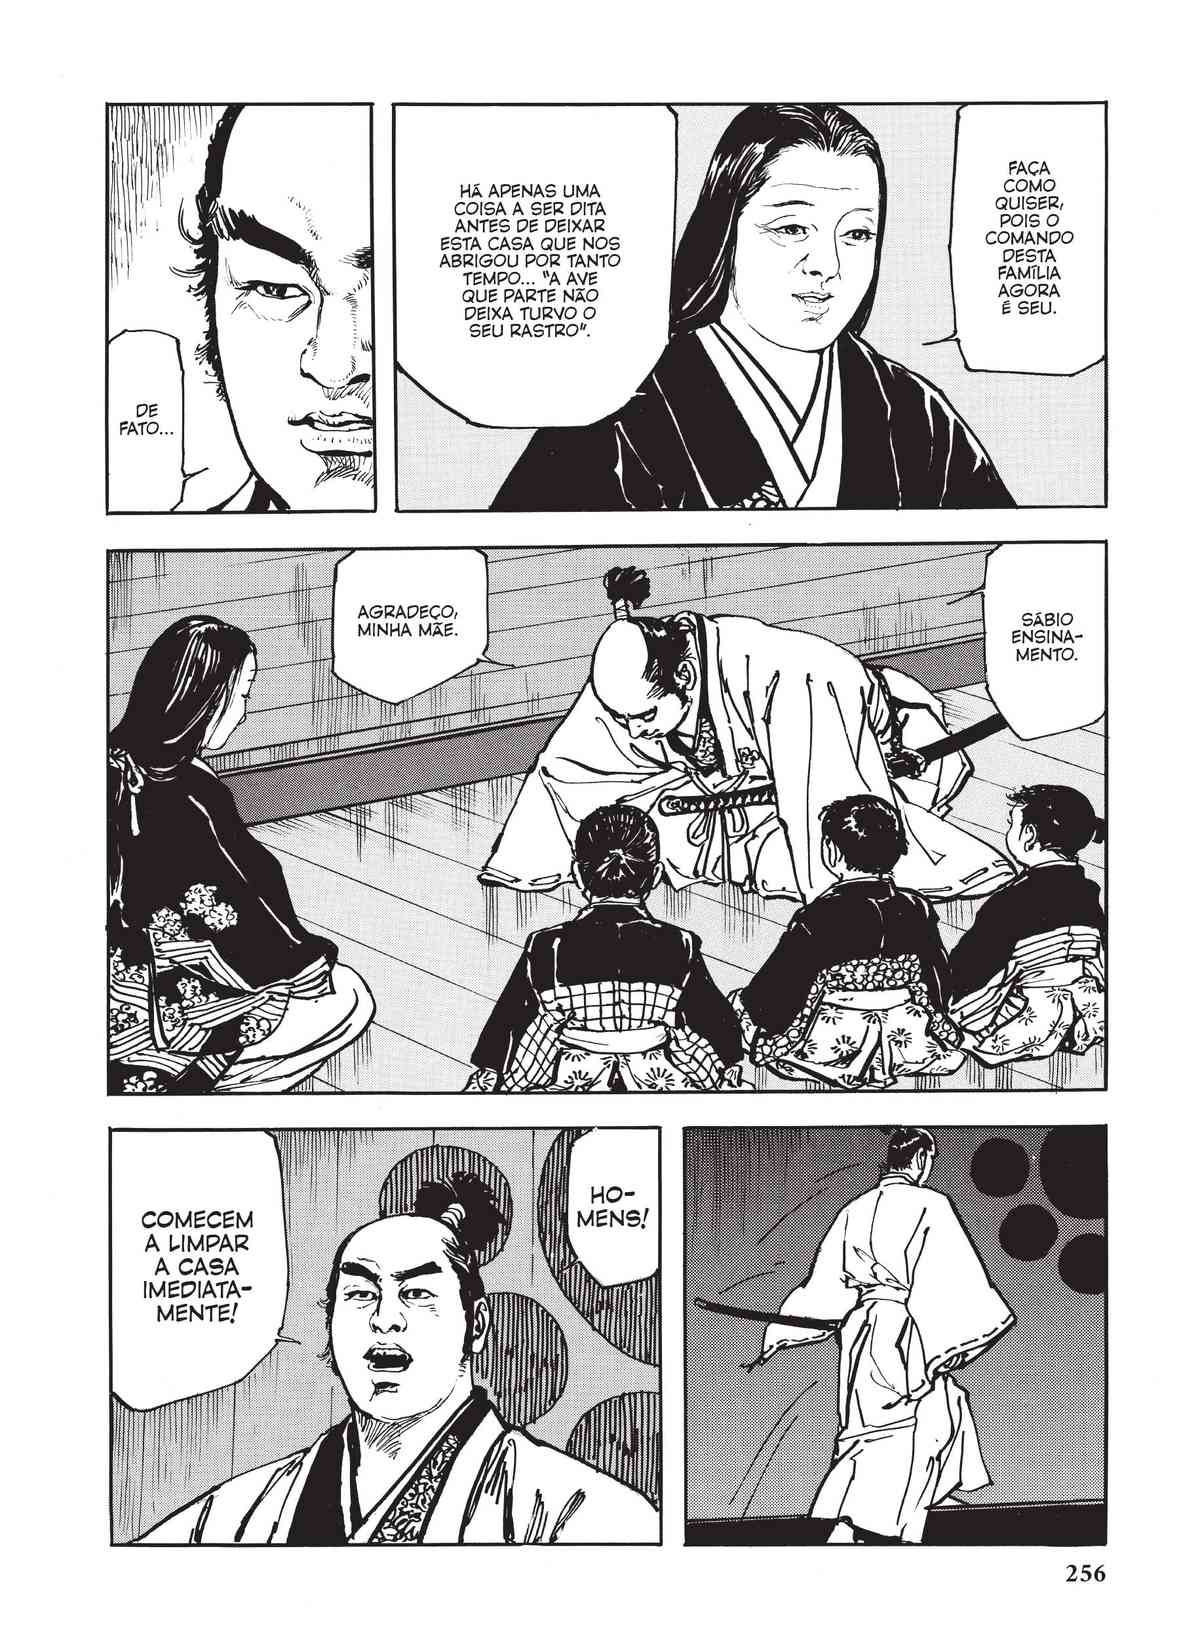 FAÇA
COMO
QUISER,
POIS O
COMANDO
DESTA
FAMÍLIA
AGORA
É SEU.
HÁ APENAS UMA
COISA A SER DITA
ANTES DE DEIXAR
ESTA CASA QUE NOS
ABRIGOU POR TANTO
TEMPO... "A AVE
QUE PARTE NÃO
DEIXA TURVO O
SEU RASTRO".
DE
FATO...
SÁBIO
ENSINA-
MENTO.
AGRADEÇO,
MINHA MÃE.
HO-
MENS!
COMECEM
A LIMPAR
A CASA
IMEDIATA-
MENTE!
256